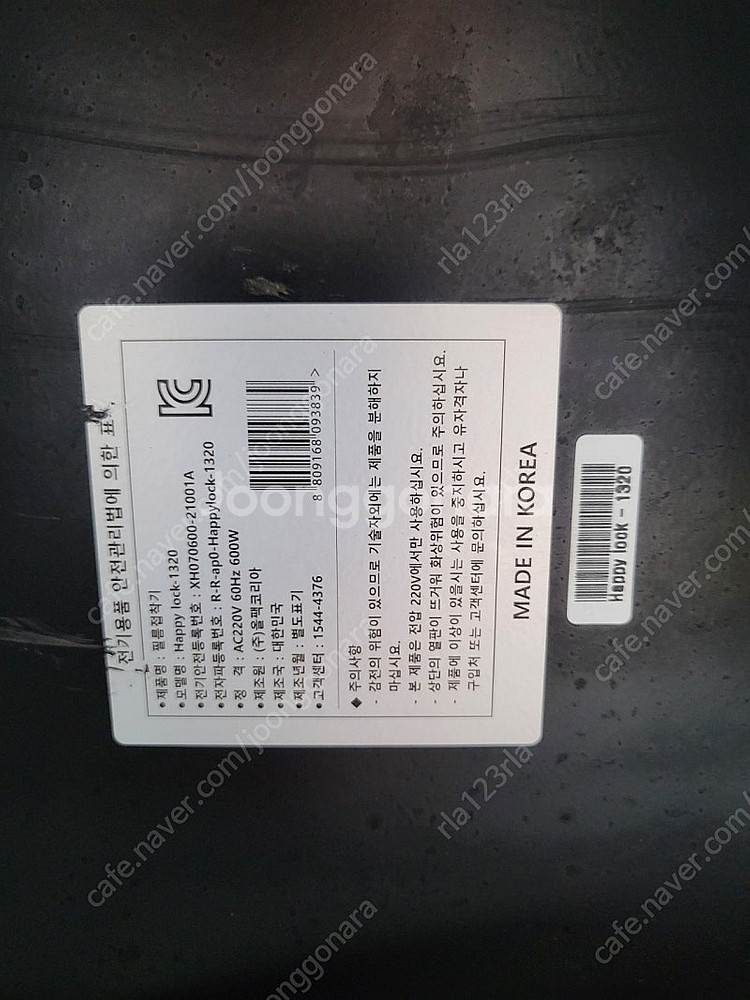 전기용품 안전관리법에 의한 표
KC
• 제품명 : 필름접착기
• 모델명 : Happy lock-1320
• 전기안전등록번호 : XH070600-21001A
• 전자파등록번호 : R-R-ap0-Happylock-1320
• 정 격 : AC220V 60Hz 600W
• 제조원 : (주)올팩코리아
• 제조국 : 대한민국
• 제조년월 : 별도표기
• 고객센터 : 1544-4376
8 809168 093839 >
◆ 주의사항
- 감전의 위험이 있으므로 기술자외에는 제품을 분해하지
마십시요.
- 본 제품은 전압 220V에서만 사용하십시요.
- 상단의 열판이 뜨거워 화상위험이 있으므로 주의하십시요.
- 제품에 이상이 있을시는 사용을 중지하시고 유자격자나
구입처 또는 고객센터에 문의하십시요.
MADE IN KOREA
Happy look - 1320
cafe.naver.com/joonggonara
rla123rla
joonggonara